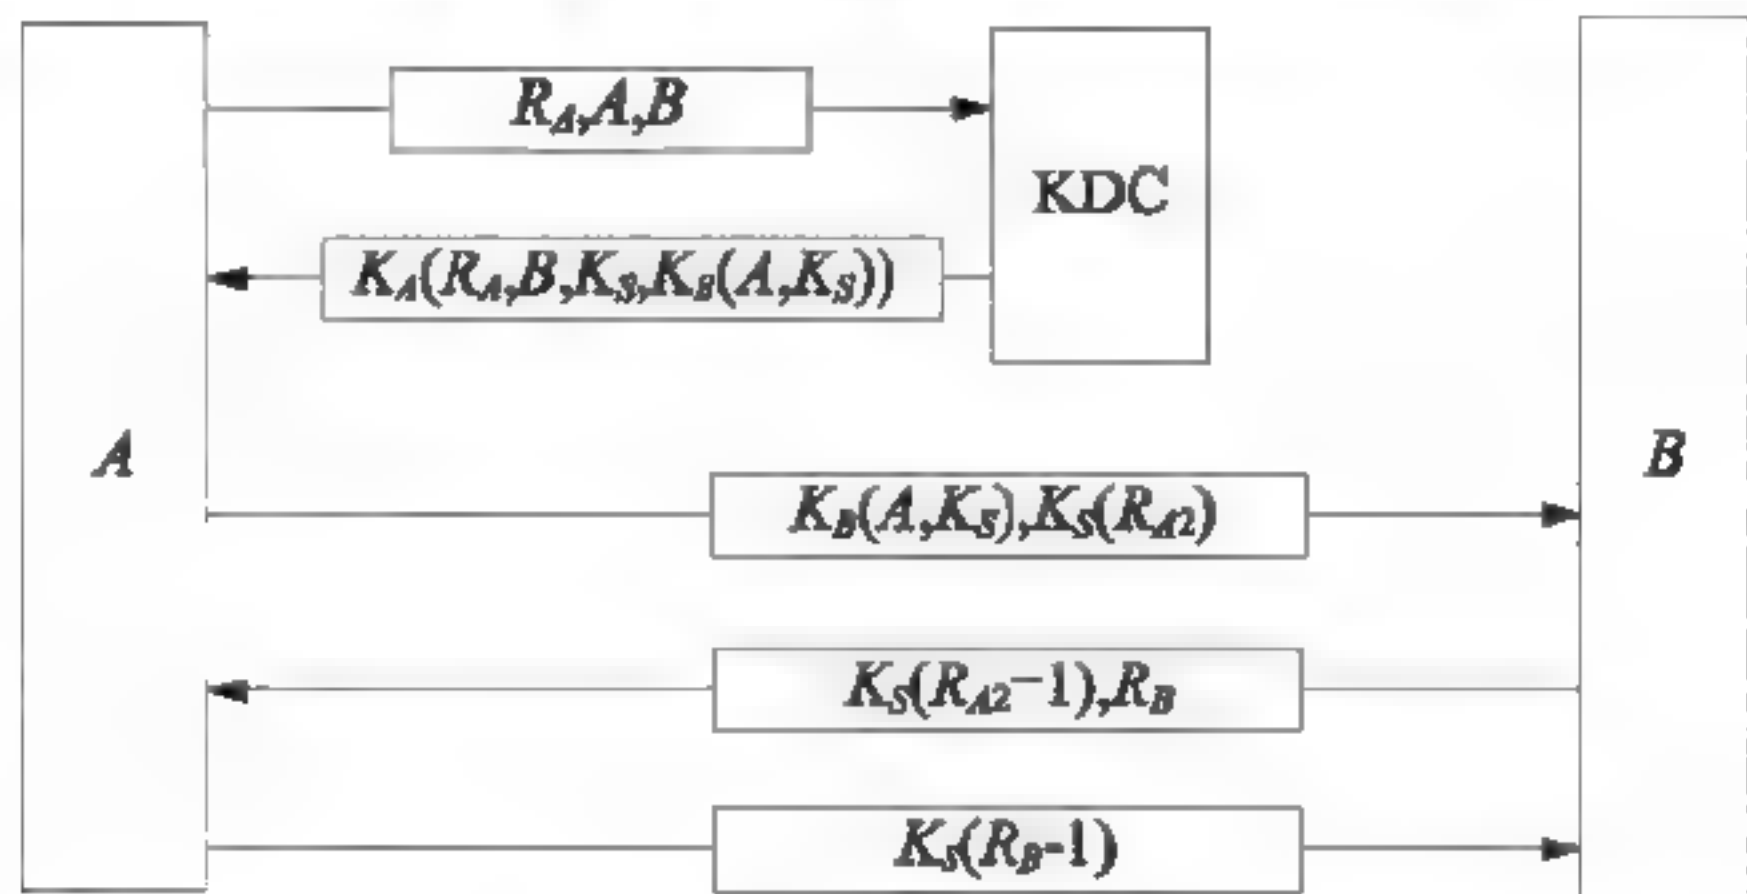 R_A,A,B
KDC
K_A(R_A,B,K_S,K_B(A,K_S))
A
B
K_B(A,K_S),K_S(R_A2)
K_S(R_A2−1),R_B
K_S(R_B-1)